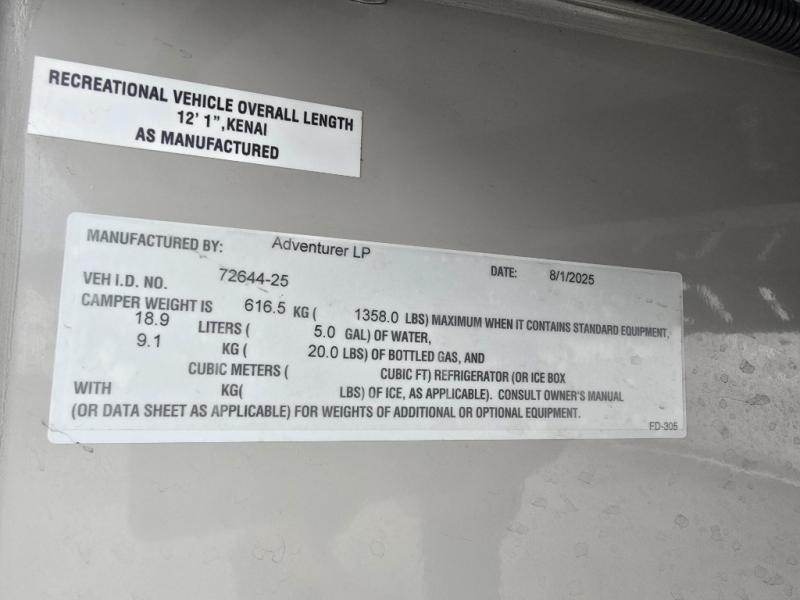 RECREATIONAL VEHICLE OVERALL LENGTH
12' 1", KENAI
AS MANUFACTURED
MANUFACTURED BY: Adventurer LP DATE: 8/1/2025
VEH I.D. NO. 72644-25
CAMPER WEIGHT IS 616.5 KG ( 1358.0 LBS) MAXIMUM WHEN IT CONTAINS STANDARD EQUIPMENT,
18.9 LITERS ( 5.0 GAL) OF WATER,
9.1 KG ( 20.0 LBS) OF BOTTLED GAS, AND
CUBIC METERS ( CUBIC FT) REFRIGERATOR (OR ICE BOX
WITH KG( LBS) OF ICE, AS APPLICABLE). CONSULT OWNER'S MANUAL
(OR DATA SHEET AS APPLICABLE) FOR WEIGHTS OF ADDITIONAL OR OPTIONAL EQUIPMENT.
FD-305